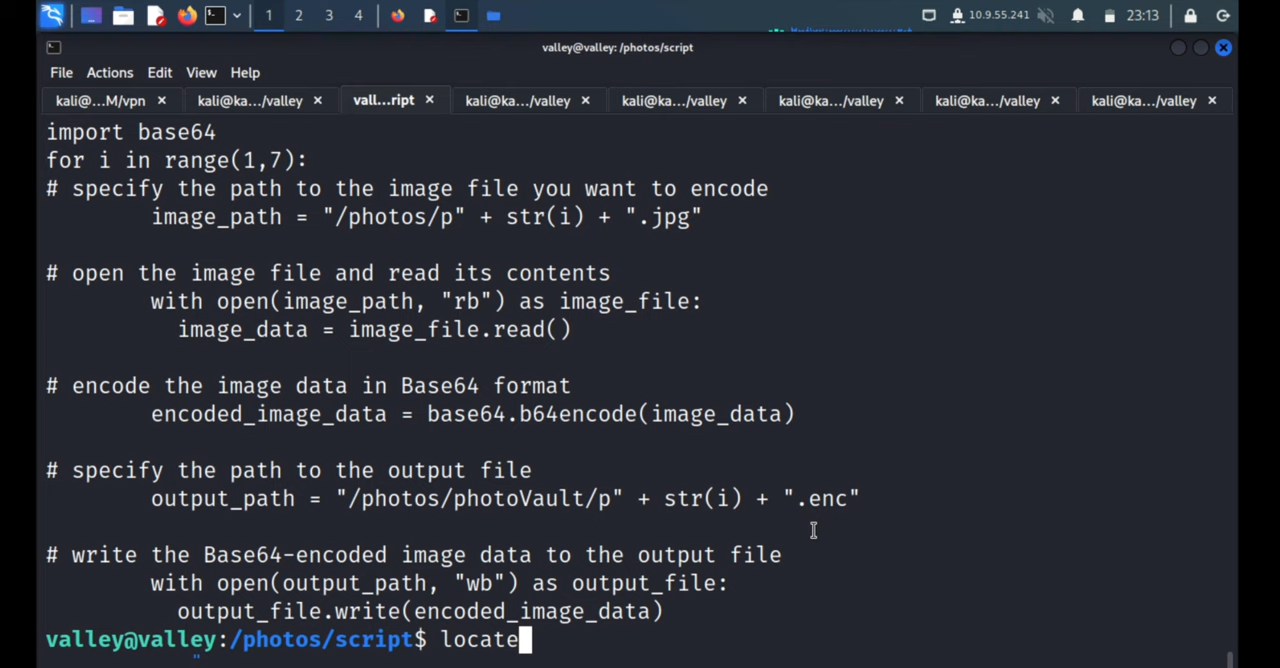 1 2 3 4 10.9.55.241 23:13
valley@valley: /photos/script
File Actions Edit View Help
kali@...M/vpn kali@ka.../valley vall...ript kali@ka.../valley kali@ka.../valley kali@ka.../valley kali@ka.../valley kali@ka.../valley
import base64
for i in range(1,7):
# specify the path to the image file you want to encode
image_path = "/photos/p" + str(i) + ".jpg"
# open the image file and read its contents
with open(image_path, "rb") as image_file:
image_data = image_file.read()
# encode the image data in Base64 format
encoded_image_data = base64.b64encode(image_data)
# specify the path to the output file
output_path = "/photos/photoVault/p" + str(i) + ".enc"
# write the Base64-encoded image data to the output file
with open(output_path, "wb") as output_file:
output_file.write(encoded_image_data)
valley@valley:/photos/script$ locate